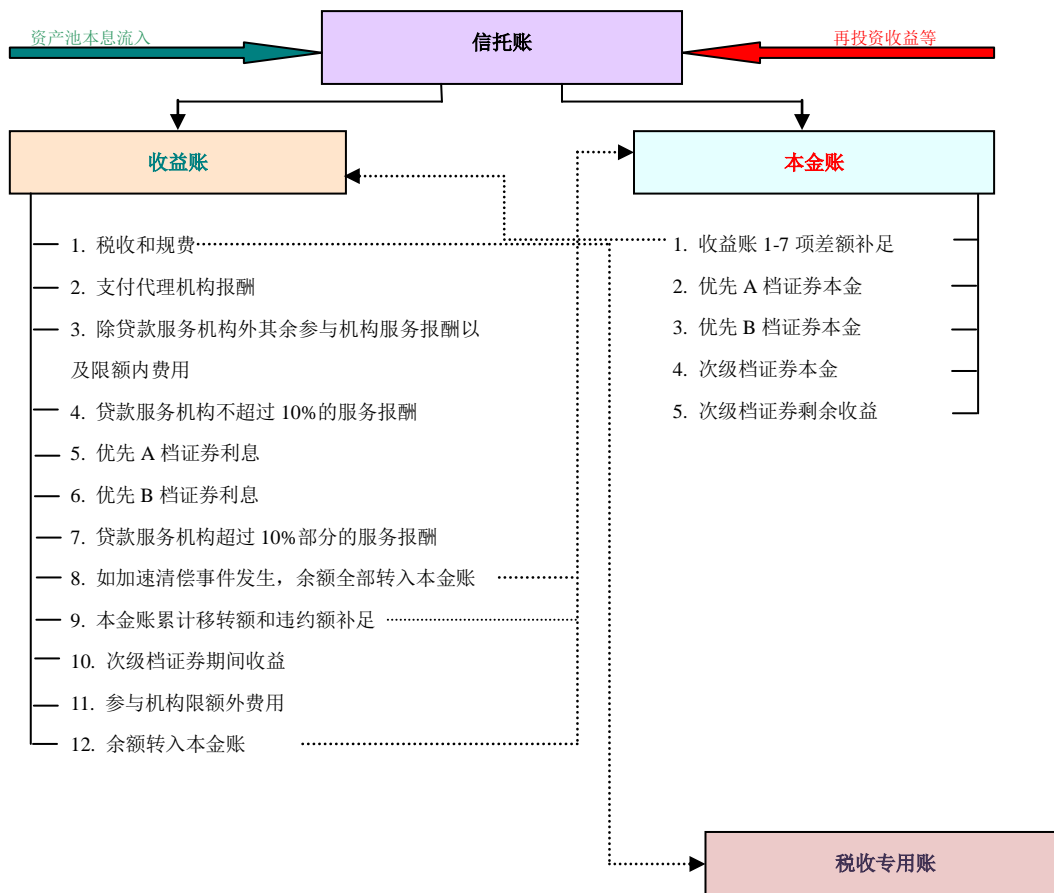 资产池本息流入
信托账
再投资收益等
收益账
本金账
1. 税收和规费
2. 支付代理机构报酬
3. 除贷款服务机构外其余参与机构服务报酬以
及限额内费用
4. 贷款服务机构不超过 10%的服务报酬
5. 优先 A 档证券利息
6. 优先 B 档证券利息
7. 贷款服务机构超过 10%部分的服务报酬
8. 如加速清偿事件发生，余额全部转入本金账
9. 本金账累计移转额和违约额补足
10. 次级档证券期间收益
11. 参与机构限额外费用
12. 余额转入本金账
1. 收益账 1-7 项差额补足
2. 优先 A 档证券本金
3. 优先 B 档证券本金
4. 次级档证券本金
5. 次级档证券剩余收益
税收专用账